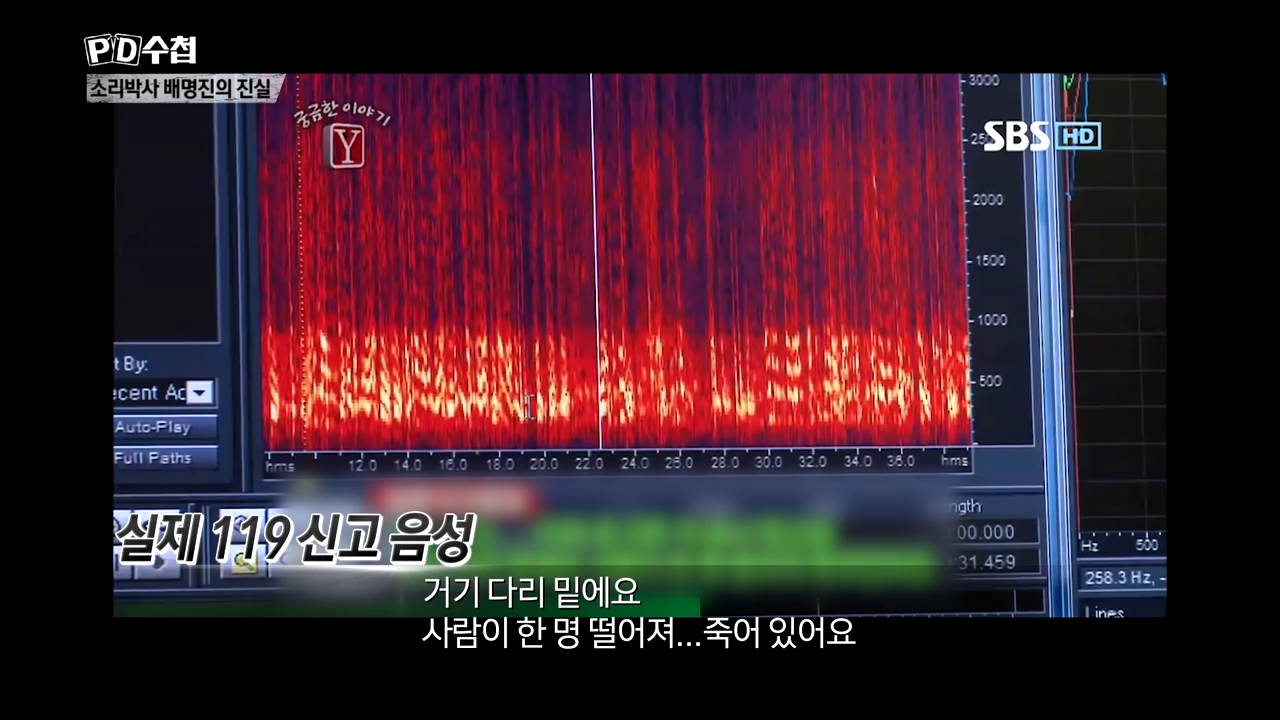 PD수첩
소리박사 배명진의 진실
궁금한 이야기
Y
SBS HD
3000
2000
1500
1000
500
t By:
ecent Ac
Auto-Play
Full Paths
hms 12.0 14.0 16.0 18.0 20.0 22.0 24.0 26.0 28.0 30.0 32.0 34.0 36.0 hms
ngth
00.000
31.459
Hz 500
258.3 Hz, -
Lines
실제 119 신고 음성
거기 다리 밑에요
사람이 한 명 떨어져...죽어 있어요